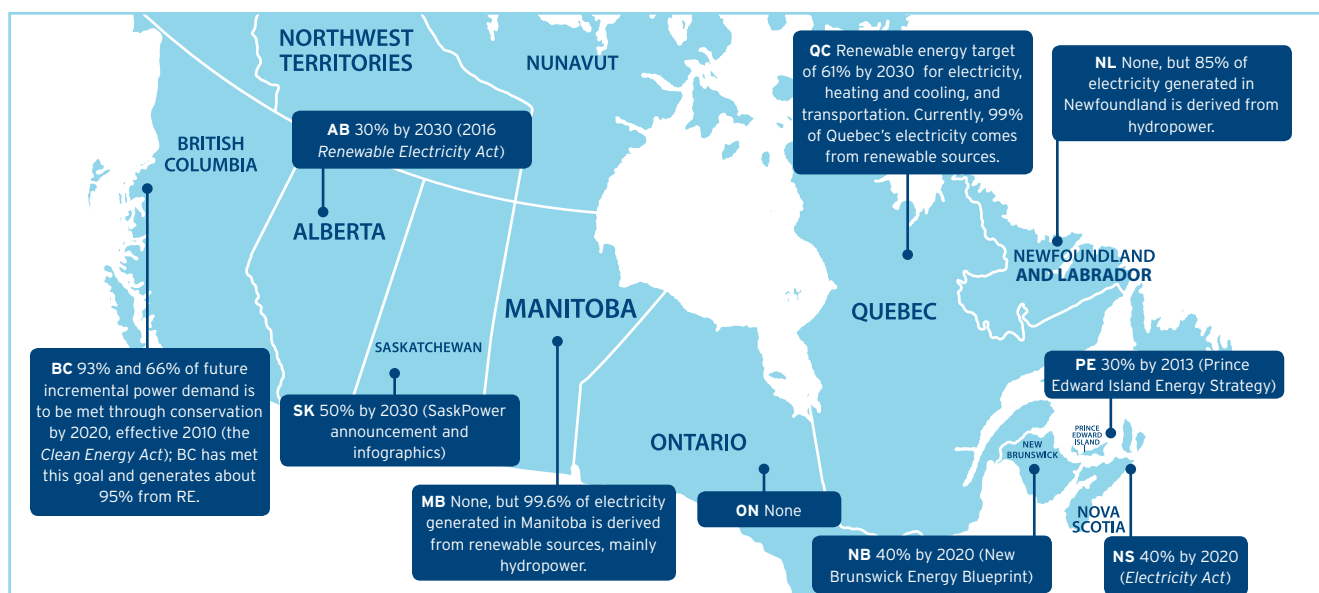 NORTHWEST
TERRITORIES
NUNAVUT
QC Renewable energy target
of 61% by 2030 for electricity,
heating and cooling, and
transportation. Currently, 99%
of Quebec's electricity comes
from renewable sources.
NL None, but 85% of
electricity generated in
Newfoundland is derived from
hydropower.
AB 30% by 2030 (2016
Renewable Electricity Act)
BRITISH
COLUMBIA
ALBERTA
NEWFOUNDLAND
AND LABRADOR
MANITOBA
QUEBEC
SASKATCHEWAN
BC 93% and 66% of future
incremental power demand is
to be met through conservation
by 2020, effective 2010 (the
Clean Energy Act); BC has met
this goal and generates about
95% from RE.
SK 50% by 2030 (SaskPower
announcement and
infographics)
PE 30% by 2013 (Prince
Edward Island Energy Strategy)
ONTARIO
PRINCE
EDWARD
ISLAND
NEW
BRUNSWICK
MB None, but 99.6% of electricity
generated in Manitoba is derived
from renewable sources, mainly
hydropower.
ON None
NOVA
SCOTIA
NB 40% by 2020 (New
Brunswick Energy Blueprint)
NS 40% by 2020
(Electricity Act)